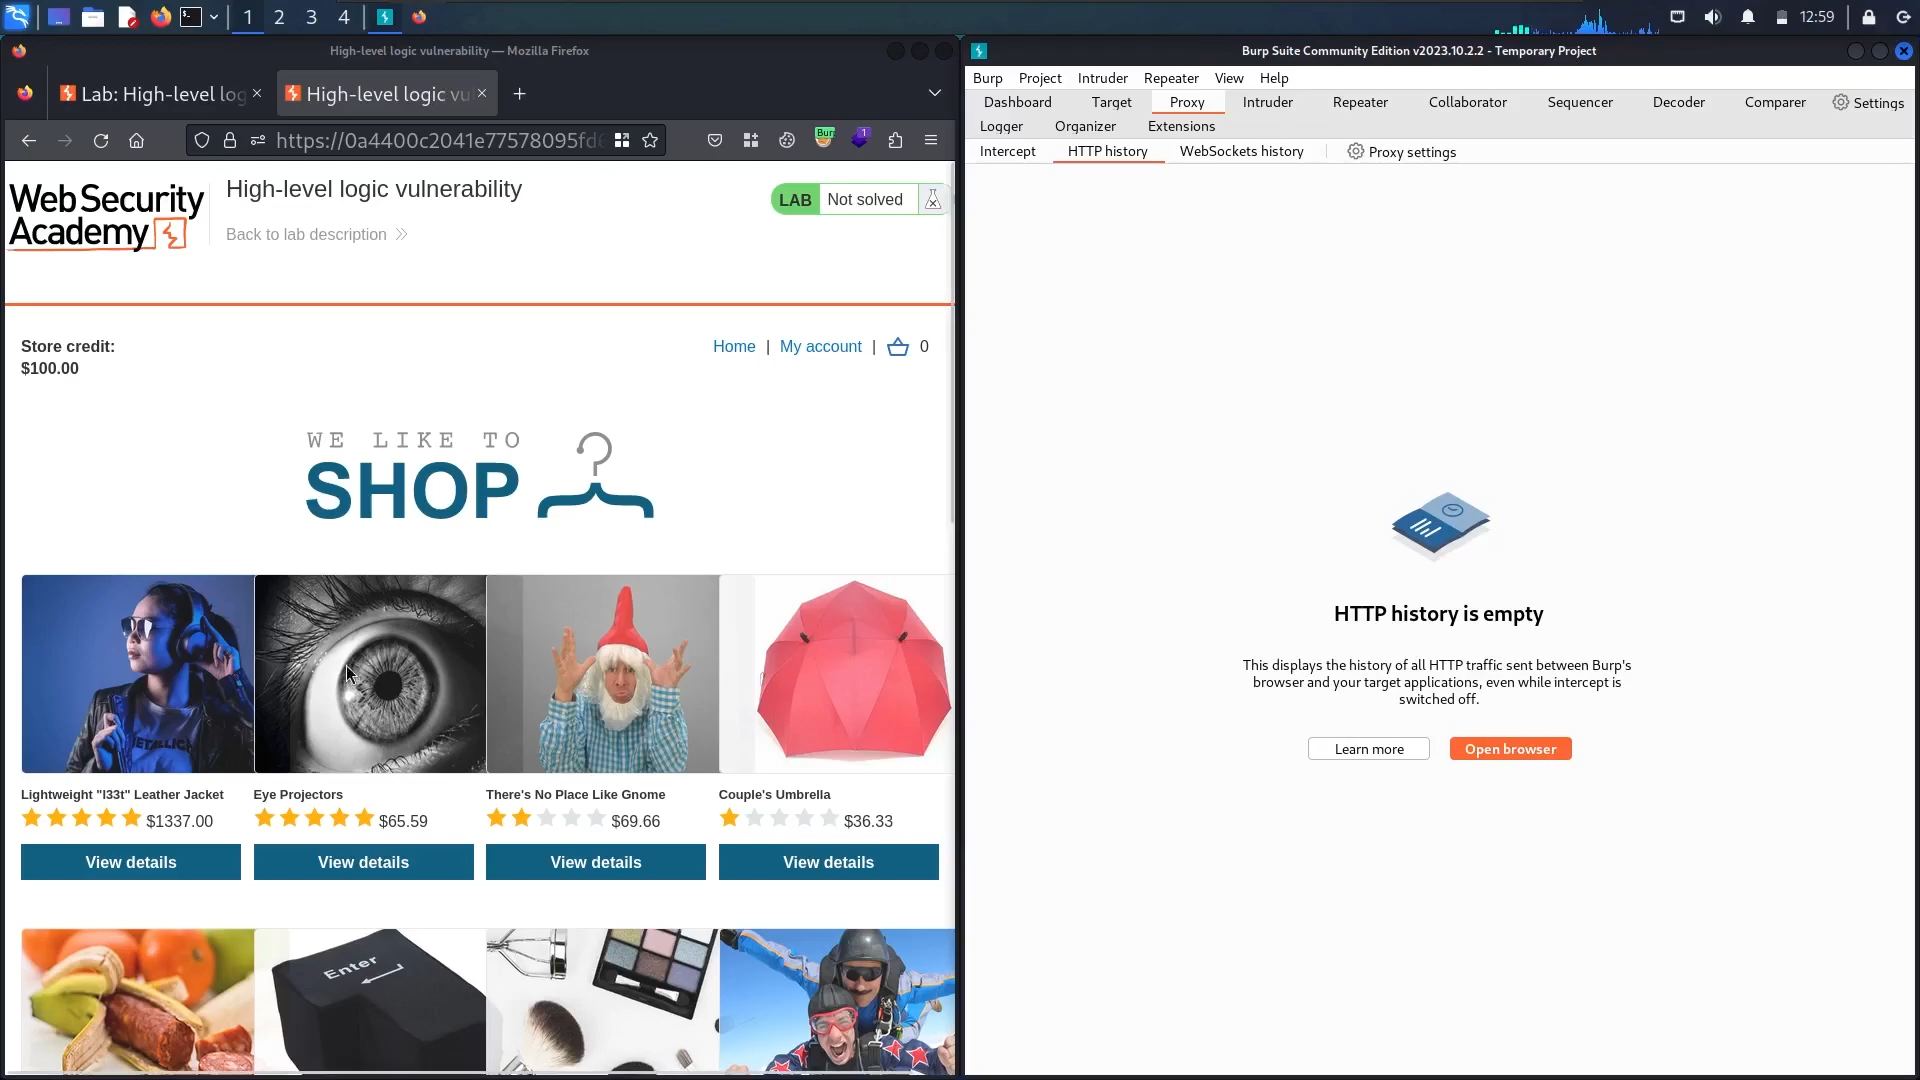 1 2 3 4
12:59
High-level logic vulnerability — Mozilla Firefox
Lab: High-level log
High-level logic vul
https://0a4400c2041e77578095fd
Bur
1
Web Security
Academy
High-level logic vulnerability
Back to lab description
LAB Not solved
Store credit:
$100.00
Home | My account | 0
WE LIKE TO
SHOP
Lightweight "l33t" Leather Jacket
$1337.00
View details
Eye Projectors
$65.59
View details
There's No Place Like Gnome
$69.66
View details
Couple's Umbrella
$36.33
View details
Enter
Burp Suite Community Edition v2023.10.2.2 - Temporary Project
Burp Project Intruder Repeater View Help
Dashboard Target Proxy Intruder Repeater Collaborator Sequencer Decoder Comparer Settings
Logger Organizer Extensions
Intercept HTTP history WebSockets history Proxy settings
HTTP history is empty
This displays the history of all HTTP traffic sent between Burp's
browser and your target applications, even while intercept is
switched off.
Learn more Open browser